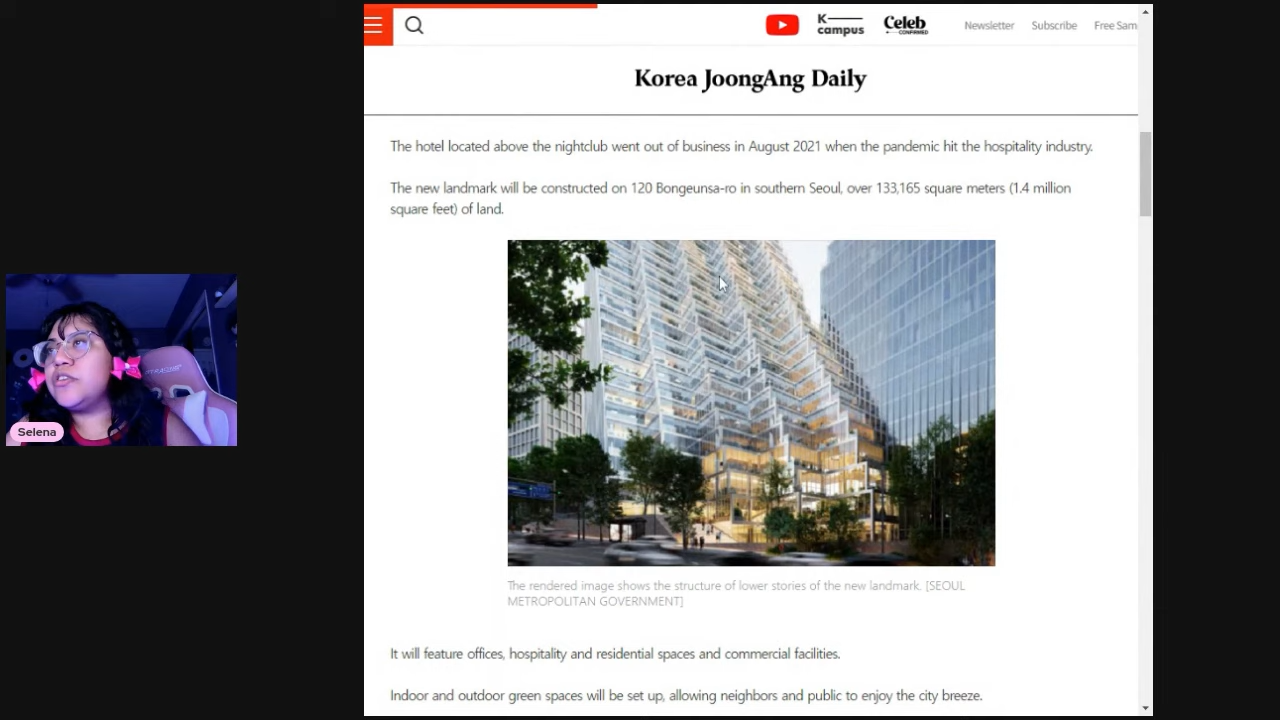 K
campus
Celeb
CONFIRMED
Newsletter
Subscribe
Free Sam
Korea JoongAng Daily
The hotel located above the nightclub went out of business in August 2021 when the pandemic hit the hospitality industry.
The new landmark will be constructed on 120 Bongeunsa-ro in southern Seoul, over 133,165 square meters (1.4 million
square feet) of land.
Selena
The rendered image shows the structure of lower stories of the new landmark. [SEOUL
METROPOLITAN GOVERNMENT]
It will feature offices, hospitality and residential spaces and commercial facilities.
Indoor and outdoor green spaces will be set up, allowing neighbors and public to enjoy the city breeze.